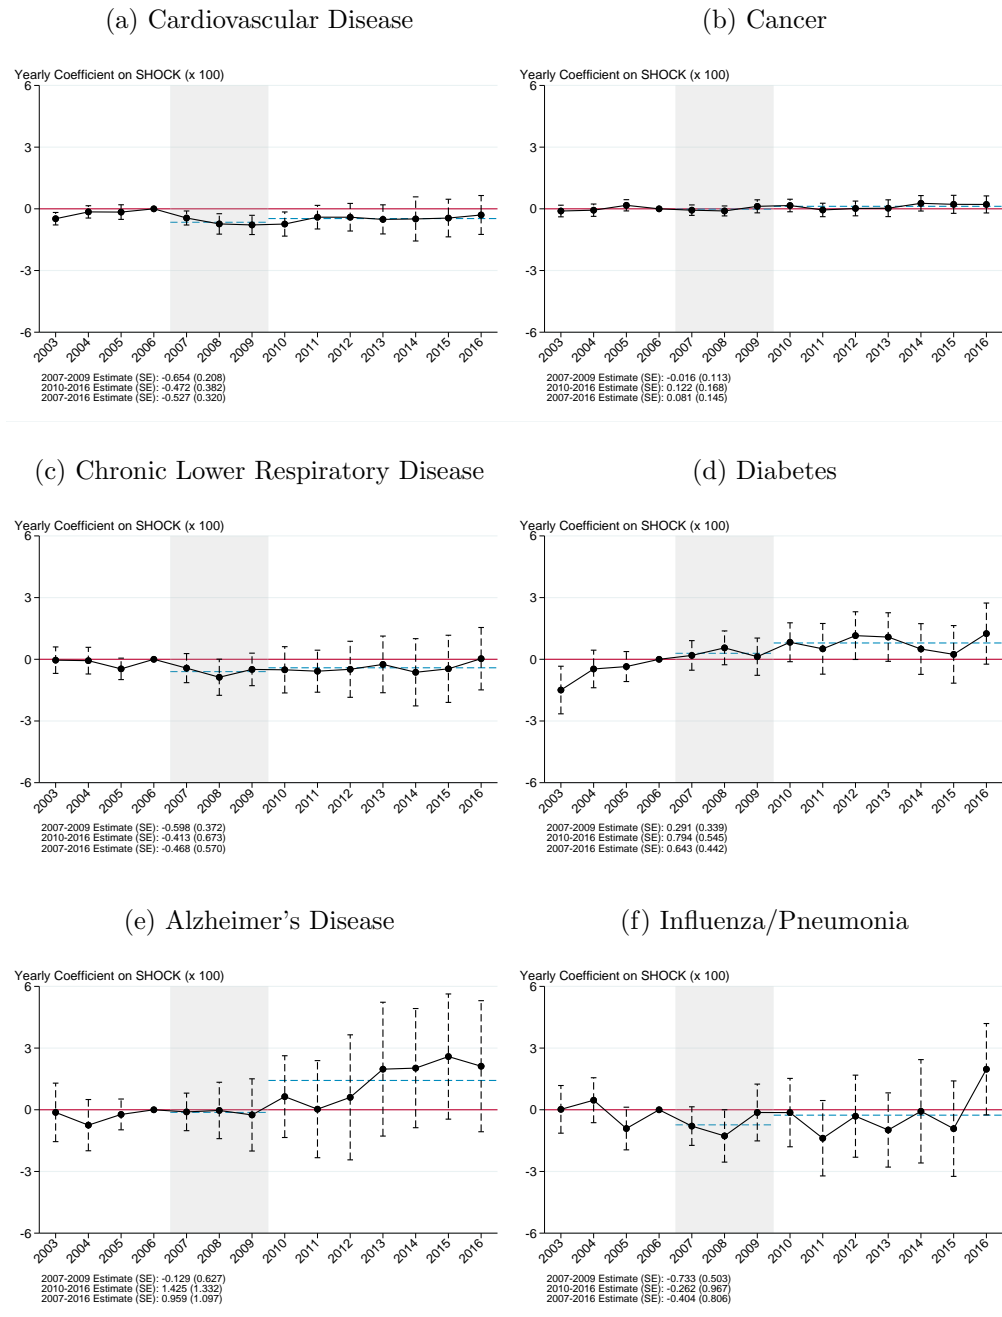 (a) Cardiovascular Disease
Yearly Coefficient on SHOCK (x 100)
6
3
0
-3
-6
2003 2004 2005 2006 2007 2008 2009 2010 2011 2012 2013 2014 2015 2016
2007-2009 Estimate (SE): -0.654 (0.208)
2010-2016 Estimate (SE): -0.472 (0.382)
2007-2016 Estimate (SE): -0.527 (0.320)
(b) Cancer
Yearly Coefficient on SHOCK (x 100)
6
3
0
-3
-6
2003 2004 2005 2006 2007 2008 2009 2010 2011 2012 2013 2014 2015 2016
2007-2009 Estimate (SE): -0.016 (0.113)
2010-2016 Estimate (SE): 0.122 (0.168)
2007-2016 Estimate (SE): 0.081 (0.145)
(c) Chronic Lower Respiratory Disease
Yearly Coefficient on SHOCK (x 100)
6
3
0
-3
-6
2003 2004 2005 2006 2007 2008 2009 2010 2011 2012 2013 2014 2015 2016
2007-2009 Estimate (SE): -0.598 (0.372)
2010-2016 Estimate (SE): -0.413 (0.673)
2007-2016 Estimate (SE): -0.468 (0.570)
(d) Diabetes
Yearly Coefficient on SHOCK (x 100)
6
3
0
-3
-6
2003 2004 2005 2006 2007 2008 2009 2010 2011 2012 2013 2014 2015 2016
2007-2009 Estimate (SE): 0.291 (0.339)
2010-2016 Estimate (SE): 0.794 (0.545)
2007-2016 Estimate (SE): 0.643 (0.442)
(e) Alzheimer's Disease
Yearly Coefficient on SHOCK (x 100)
6
3
0
-3
-6
2003 2004 2005 2006 2007 2008 2009 2010 2011 2012 2013 2014 2015 2016
2007-2009 Estimate (SE): -0.129 (0.627)
2010-2016 Estimate (SE): 1.425 (1.332)
2007-2016 Estimate (SE): 0.959 (1.097)
(f) Influenza/Pneumonia
Yearly Coefficient on SHOCK (x 100)
6
3
0
-3
-6
2003 2004 2005 2006 2007 2008 2009 2010 2011 2012 2013 2014 2015 2016
2007-2009 Estimate (SE): -0.733 (0.503)
2010-2016 Estimate (SE): -0.262 (0.967)
2007-2016 Estimate (SE): -0.404 (0.806)